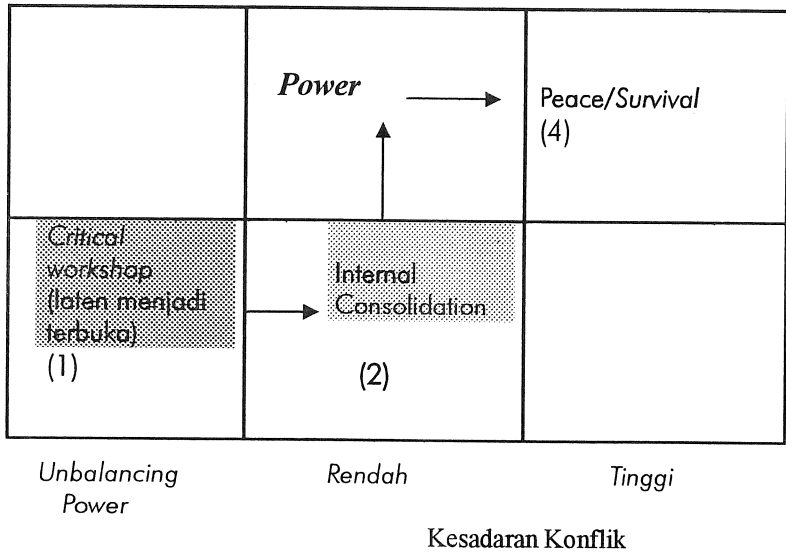 Power
Peace/Survival
(4)
Critical
workshop
(laten menjadi
terbuka)
(1)
Internal
Consolidation
(2)
Unbalancing
Power
Rendah
Tinggi
Kesadaran Konflik